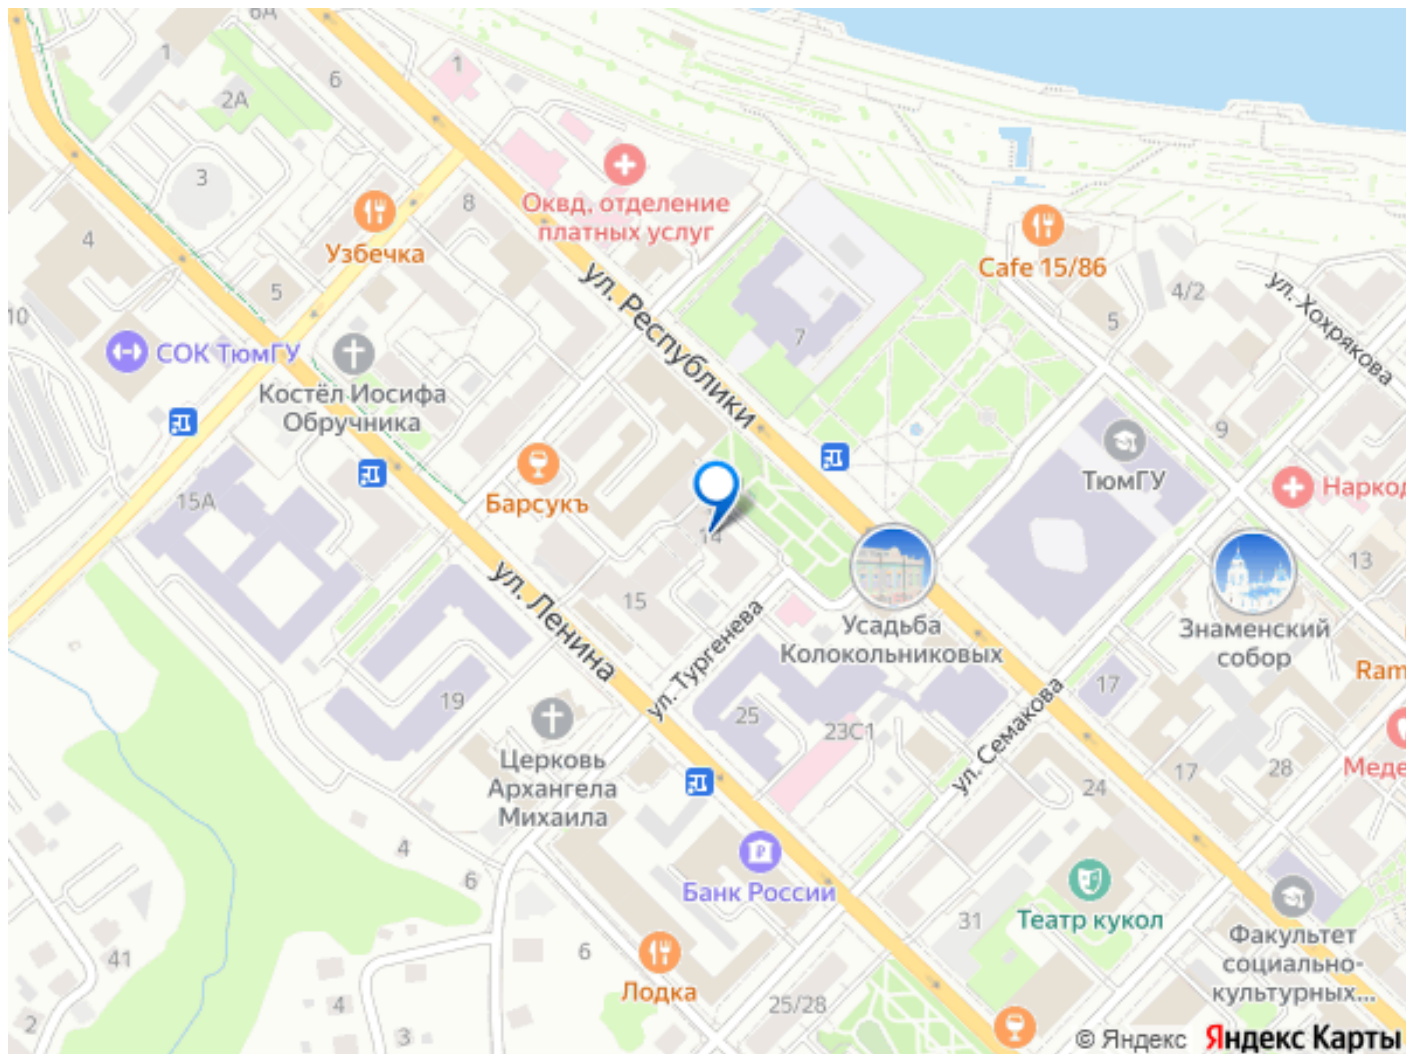 6А
1
1
6
2А
3
8
Оквд, отделение
платных услуг
Узбечка
4
5
10
СОК ТюмГУ
Костёл Иосифа
Обручника
ул. Республики
7
Cafe 15/86
4/2
5
ул. Хохрякова
9
ТюмГУ
Нарко
15А
Барсукъ
14
15
ул. Ленина
ул. Тургенева
Усадьба
Колокольниковых
Знаменский
собор
13
Ram
19
Церковь
Архангела
Михаила
25
23С1
ул. Семакова
17
17
28
24
Меде
4
6
Банк России
Театр кукол
31
Факультет
социально-
культурных...
41
2
4
3
6
Лодка
25/28
© Яндекс Яндекс Карты